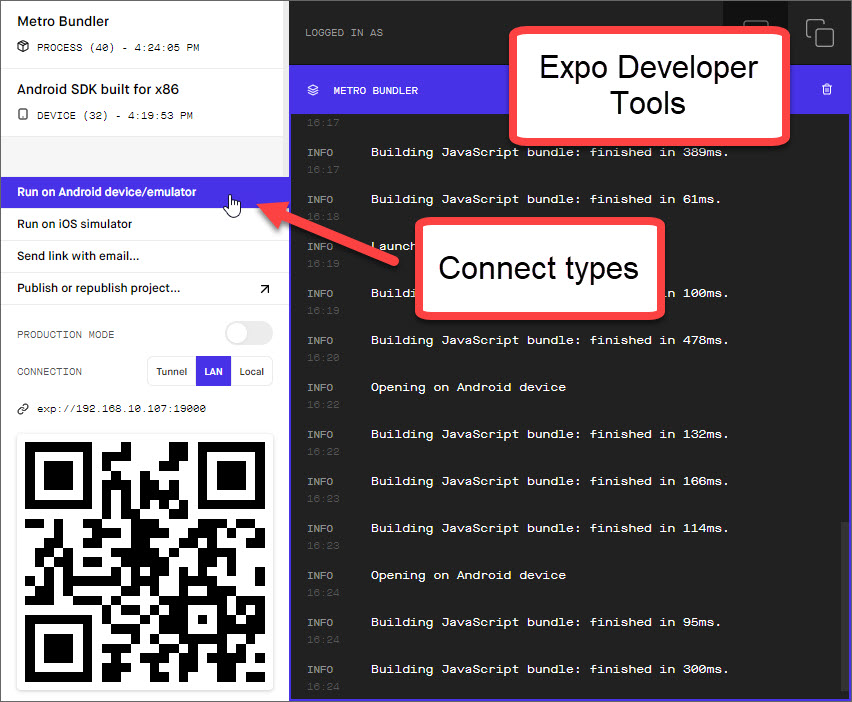 Metro Bundler
PROCESS (40) - 4:24:05 PM
Android SDK built for x86
DEVICE (32) - 4:19:53 PM
Run on Android device/emulator
Run on iOS simulator
Send link with email...
Publish or republish project...
PRODUCTION MODE
CONNECTION Tunnel LAN Local
exp://192.168.10.107:19000
LOGGED IN AS
Expo Developer
Tools
METRO BUNDLER
16:17
INFO Building JavaScript bundle: finished in 389ms.
16:17
INFO Building JavaScript bundle: finished in 61ms.
16:18
INFO Launch
16:19
Connect types
INFO Buildi n 100ms.
16:19
INFO Building JavaScript bundle: finished in 478ms.
16:20
INFO Opening on Android device
16:22
INFO Building JavaScript bundle: finished in 132ms.
16:22
INFO Building JavaScript bundle: finished in 166ms.
16:23
INFO Building JavaScript bundle: finished in 114ms.
16:23
INFO Opening on Android device
16:24
INFO Building JavaScript bundle: finished in 95ms.
16:24
INFO Building JavaScript bundle: finished in 300ms.
16:24